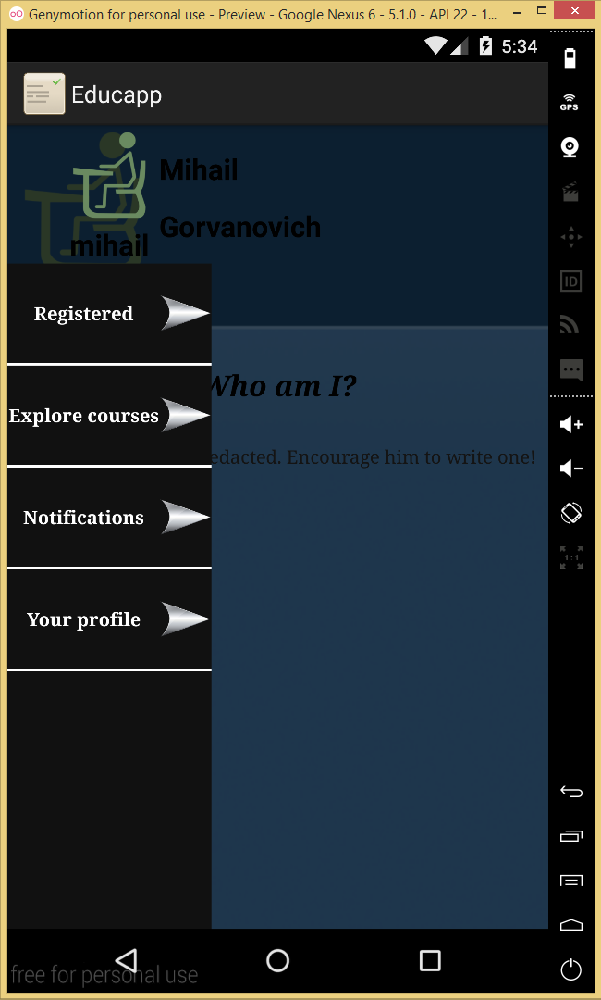 Genymotion for personal use - Preview - Google Nexus 6 - 5.1.0 - API 22 - 1...
5:34
GPS
Educapp
Mihail
Gorvanovich
mihail
ID
Registered
Who am I?
Explore courses
edacted. Encourage him to write one!
Notifications
1:1
Your profile
free for personal use